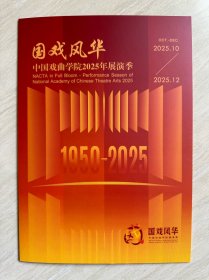 国戏风华
中国戏曲学院2025年展演季
NACTA in Full Bloom - Performance Season of
National Academy of Chinese Theatre Arts 2025
OCT-DEC
2025.10
2025.12
1950-2025
国戏风华